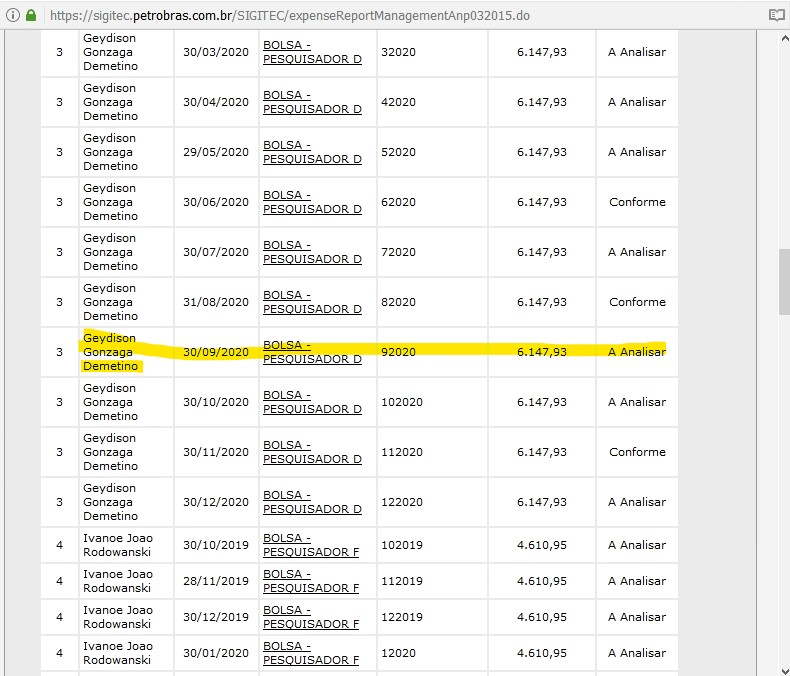 https://sigitec.petrobras.com.br/SIGITEC/expenseReportManagementAnp032015.do
3 Geydison Gonzaga Demetino 30/03/2020 BOLSA - PESQUISADOR D 32020 6.147,93 A Analisar
3 Geydison Gonzaga Demetino 30/04/2020 BOLSA - PESQUISADOR D 42020 6.147,93 A Analisar
3 Geydison Gonzaga Demetino 29/05/2020 BOLSA - PESQUISADOR D 52020 6.147,93 A Analisar
3 Geydison Gonzaga Demetino 30/06/2020 BOLSA - PESQUISADOR D 62020 6.147,93 Conforme
3 Geydison Gonzaga Demetino 30/07/2020 BOLSA - PESQUISADOR D 72020 6.147,93 A Analisar
3 Geydison Gonzaga Demetino 31/08/2020 BOLSA - PESQUISADOR D 82020 6.147,93 Conforme
3 Geydison Gonzaga Demetino 30/09/2020 BOLSA - PESQUISADOR D 92020 6.147,93 A Analisar
3 Geydison Gonzaga Demetino 30/10/2020 BOLSA - PESQUISADOR D 102020 6.147,93 A Analisar
3 Geydison Gonzaga Demetino 30/11/2020 BOLSA - PESQUISADOR D 112020 6.147,93 Conforme
3 Geydison Gonzaga Demetino 30/12/2020 BOLSA - PESQUISADOR D 122020 6.147,93 A Analisar
4 Ivanoe Joao Rodowanski 30/10/2019 BOLSA - PESQUISADOR F 102019 4.610,95 A Analisar
4 Ivanoe Joao Rodowanski 28/11/2019 BOLSA - PESQUISADOR F 112019 4.610,95 A Analisar
4 Ivanoe Joao Rodowanski 30/12/2019 BOLSA - PESQUISADOR F 122019 4.610,95 A Analisar
4 Ivanoe Joao Rodowanski 30/01/2020 BOLSA - PESQUISADOR F 12020 4.610,95 A Analisar